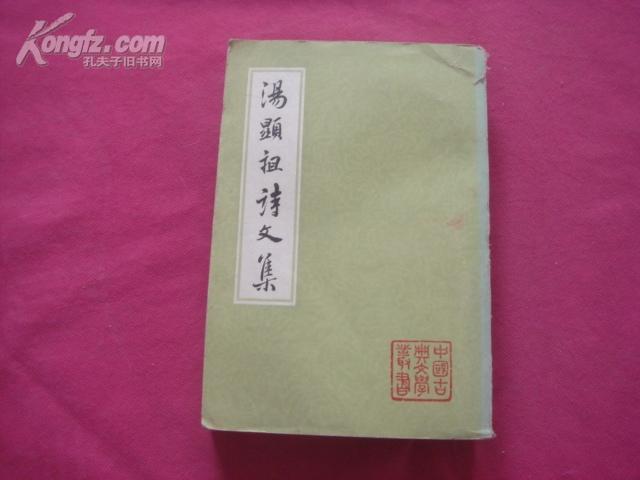 Kongfz.com
孔夫子旧书网
湯顯祖詩文集
中國古
典文學
叢書